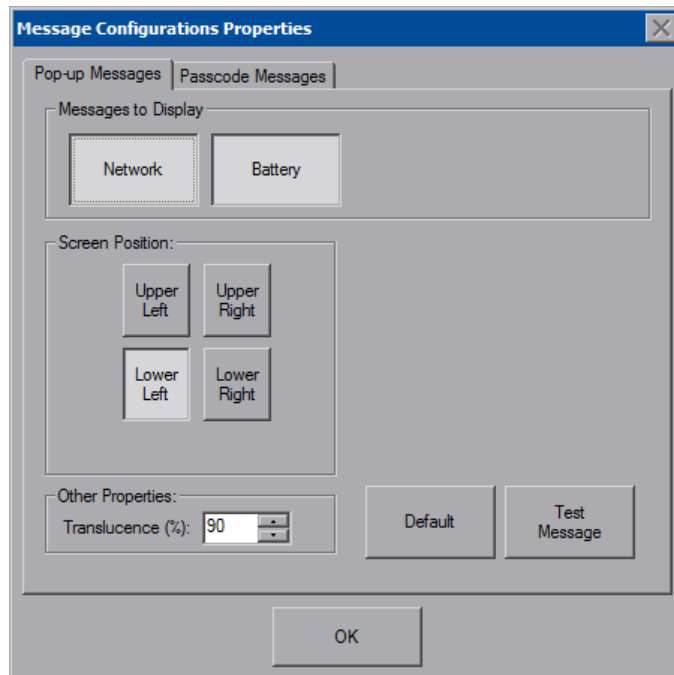 Message Configurations Properties
Pop-up Messages Passcode Messages
Messages to Display
Network Battery
Screen Position:
Upper
Left
Upper
Right
Lower
Left
Lower
Right
Other Properties:
Translucence (%): 90
Default
Test
Message
OK